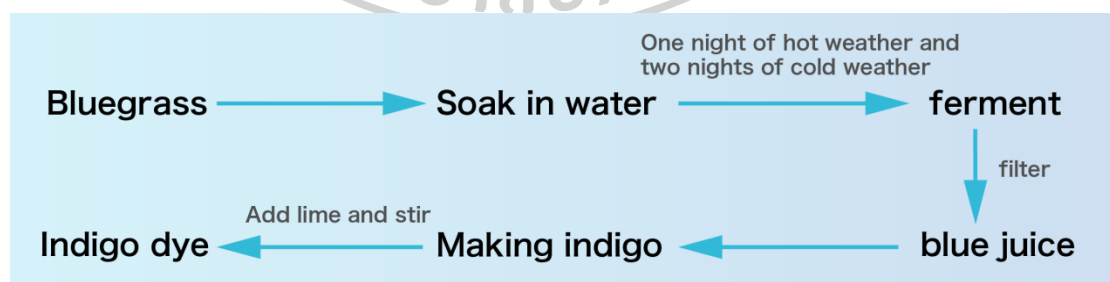 One night of hot weather and
two nights of cold weather
Bluegrass
Soak in water
ferment
filter
Add lime and stir
Indigo dye
Making indigo
blue juice